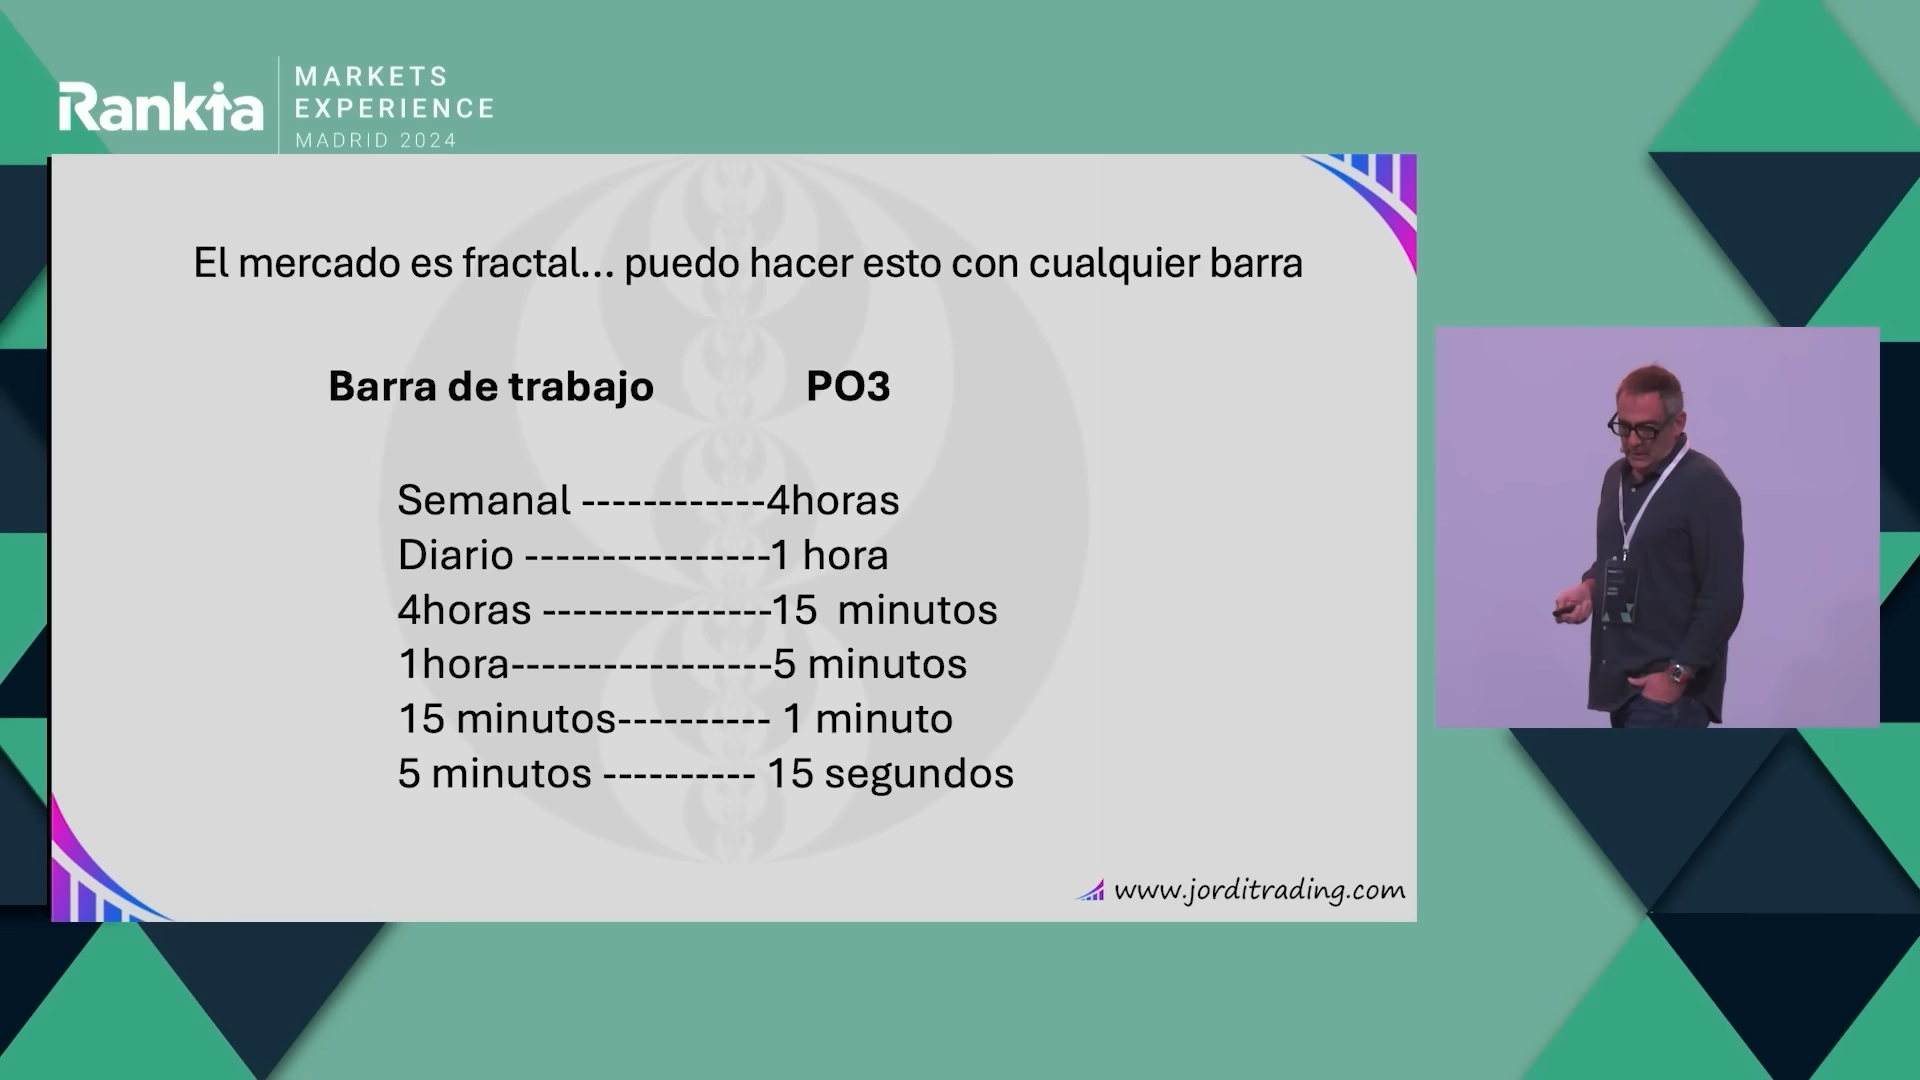 Rankia
MARKETS
EXPERIENCE
MADRID 2024
El mercado es fractal... puedo hacer esto con cualquier barra
Barra de trabajo PO3
Semanal ------------4horas
Diario ----------------1 hora
4horas ---------------15 minutos
1hora-----------------5 minutos
15 minutos---------- 1 minuto
5 minutos ---------- 15 segundos
www.jorditrading.com